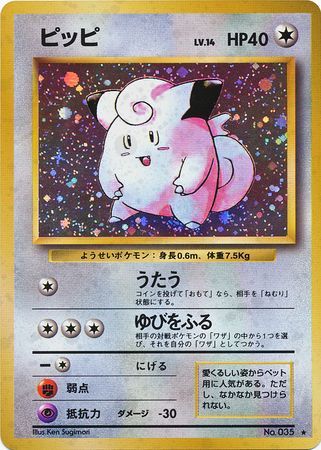 ピッピ LV.14 HP40
ようせいポケモン:身長0.6m、体重7.5Kg
うたう
コインを投げて「おもて」なら、相手を「ねむり」
状態にする。
ゆびをふる
相手の対戦ポケモンの「ワザ」の中から1つを選
び、それを自分の「ワザ」としてつかう。
にげる
弱点
抵抗力 ダメージ -30
愛くるしい姿からペット
用に人気がある。ただ
し、なかなか見つけられ
ない。
Illus.Ken Sugimori No.035